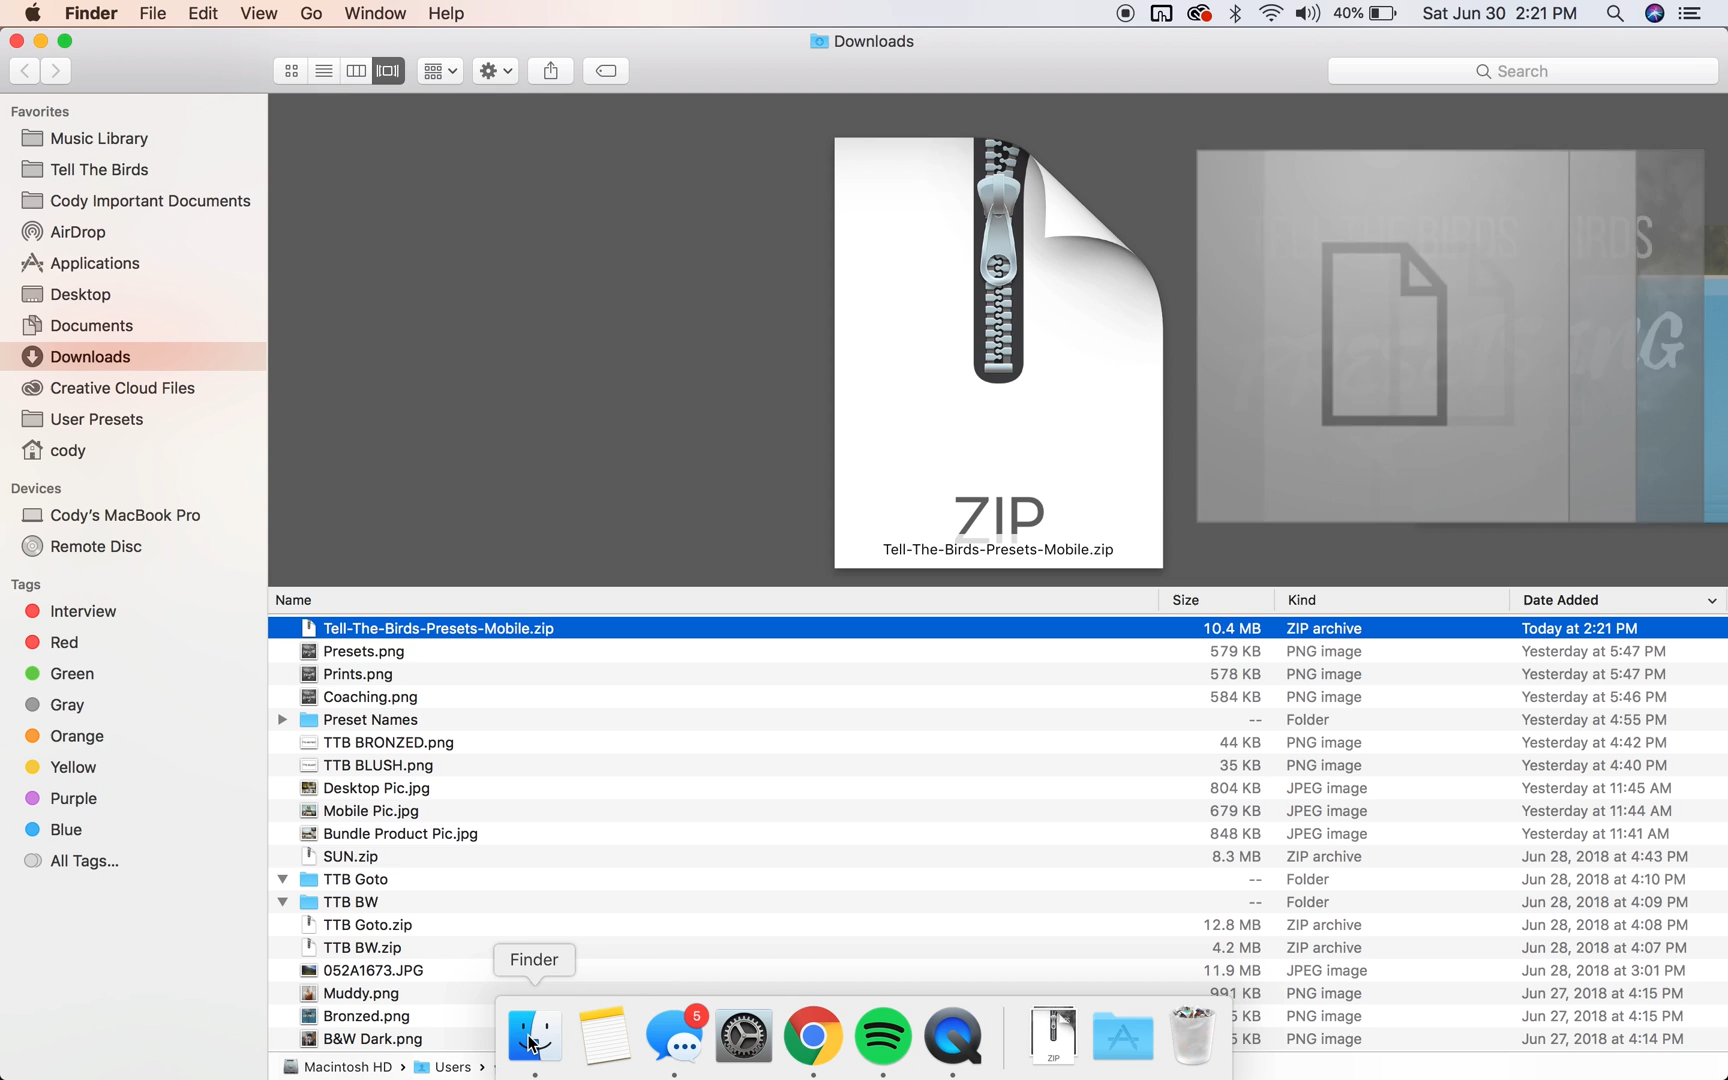 Finder File Edit View Go Window Help 40% Sat Jun 30 2:21 PM
Downloads
Search
Favorites
Music Library
Tell The Birds
Cody Important Documents
AirDrop
Applications
Desktop
Documents
Downloads
Creative Cloud Files
User Presets
cody
Devices
Cody's MacBook Pro
Remote Disc
Tags
Interview
Red
Green
Gray
Orange
Yellow
Purple
Blue
All Tags...
TELL THE BIRDS
ZIP
Tell-The-Birds-Presets-Mobile.zip
Name Size Kind Date Added
Tell-The-Birds-Presets-Mobile.zip 10.4 MB ZIP archive Today at 2:21 PM
Presets.png 579 KB PNG image Yesterday at 5:47 PM
Prints.png 578 KB PNG image Yesterday at 5:47 PM
Coaching.png 584 KB PNG image Yesterday at 5:46 PM
Preset Names -- Folder Yesterday at 4:55 PM
TTB BRONZED.png 44 KB PNG image Yesterday at 4:42 PM
TTB BLUSH.png 35 KB PNG image Yesterday at 4:40 PM
Desktop Pic.jpg 804 KB JPEG image Yesterday at 11:45 AM
Mobile Pic.jpg 679 KB JPEG image Yesterday at 11:44 AM
Bundle Product Pic.jpg 848 KB JPEG image Yesterday at 11:41 AM
SUN.zip 8.3 MB ZIP archive Jun 28, 2018 at 4:43 PM
TTB Goto -- Folder Jun 28, 2018 at 4:10 PM
TTB BW -- Folder Jun 28, 2018 at 4:09 PM
TTB Goto.zip 12.8 MB ZIP archive Jun 28, 2018 at 4:08 PM
TTB BW.zip 4.2 MB ZIP archive Jun 28, 2018 at 4:07 PM
052A1673.JPG 11.9 MB JPEG image Jun 28, 2018 at 3:01 PM
Muddy.png 991 KB PNG image Jun 27, 2018 at 4:15 PM
Bronzed.png 5 KB PNG image Jun 27, 2018 at 4:15 PM
B&W Dark.png 5 KB PNG image Jun 27, 2018 at 4:14 PM
Finder
5
ZIP
Macintosh HD › Users ›